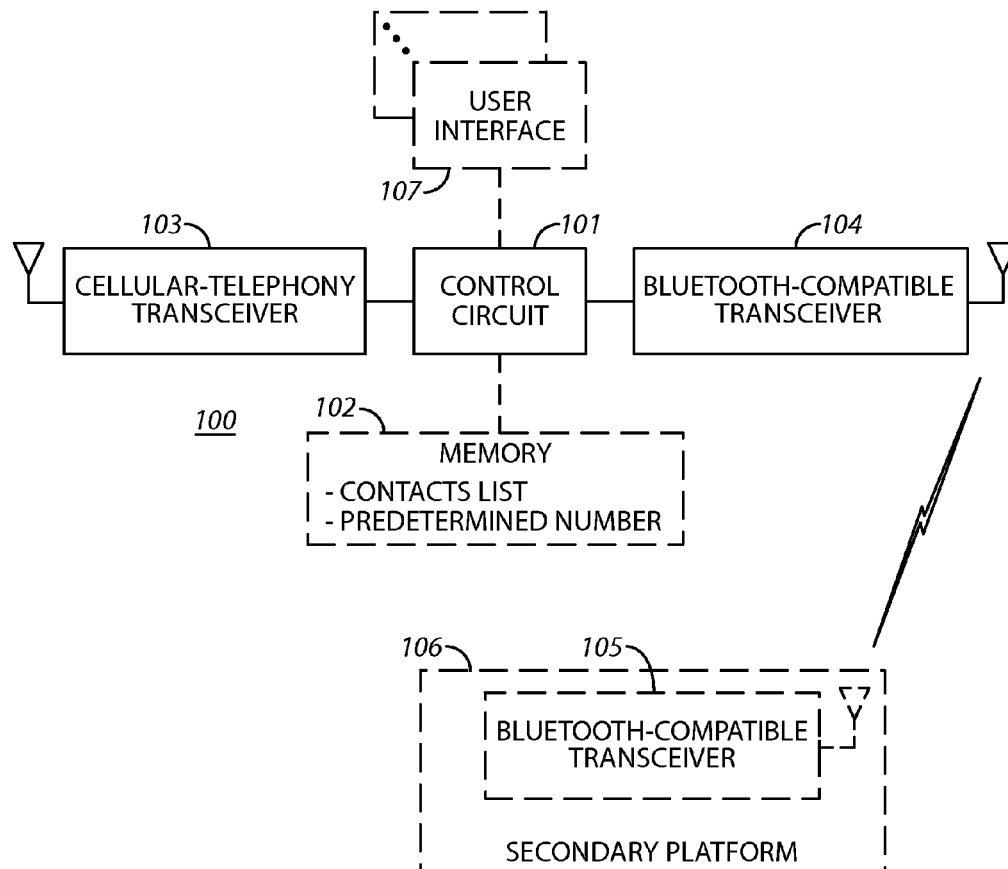 USER
INTERFACE
107
103
101
104
CELLULAR-TELEPHONY
TRANSCEIVER
CONTROL
CIRCUIT
BLUETOOTH-COMPATIBLE
TRANSCEIVER
100
102
MEMORY
- CONTACTS LIST
- PREDETERMINED NUMBER
106
105
BLUETOOTH-COMPATIBLE
TRANSCEIVER
SECONDARY PLATFORM